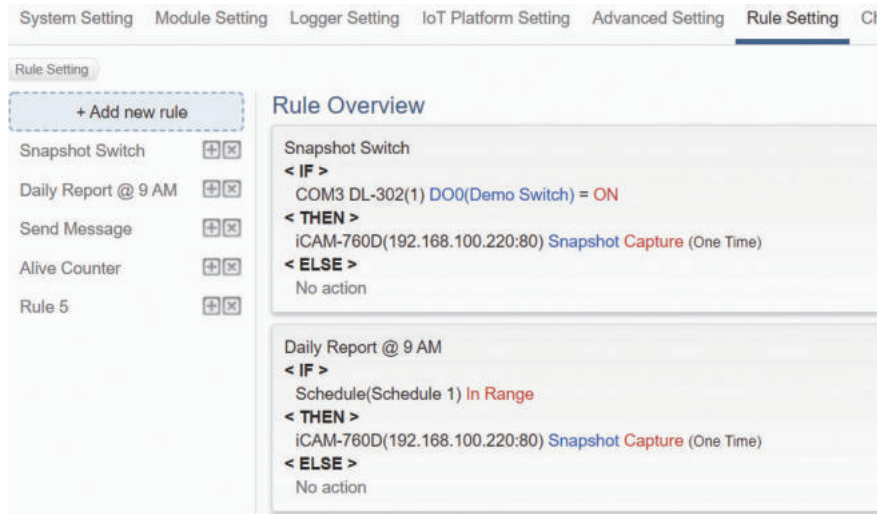 System Setting Module Setting Logger Setting IoT Platform Setting Advanced Setting Rule Setting
Rule Setting
+ Add new rule
Snapshot Switch
Daily Report @ 9 AM
Send Message
Alive Counter
Rule 5
Rule Overview
Snapshot Switch
< IF >
COM3 DL-302(1) DO0(Demo Switch) = ON
< THEN >
iCAM-760D(192.168.100.220:80) Snapshot Capture (One Time)
< ELSE >
No action
Daily Report @ 9 AM
< IF >
Schedule(Schedule 1) In Range
< THEN >
iCAM-760D(192.168.100.220:80) Snapshot Capture (One Time)
< ELSE >
No action